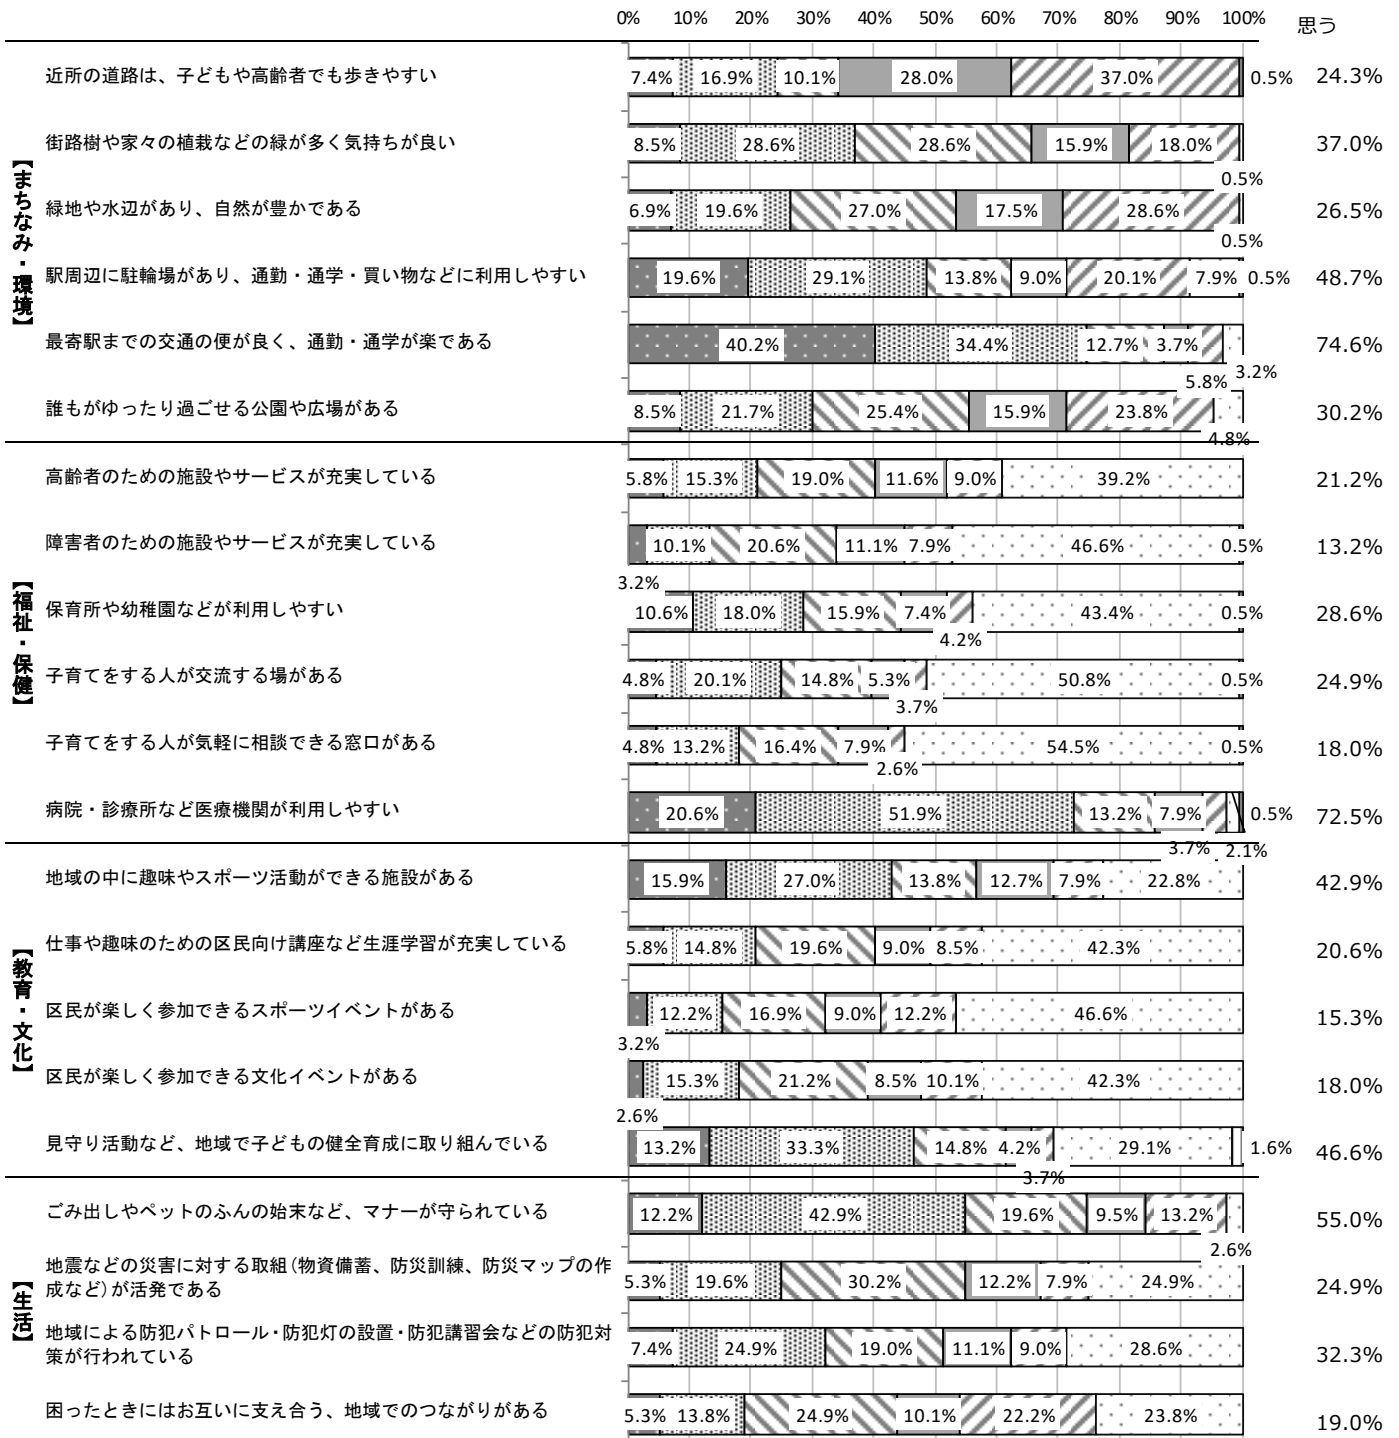 0% 10% 20% 30% 40% 50% 60% 70% 80% 90% 100% 思う
【まちなみ・環境】
近所の道路は、子どもや高齢者でも歩きやすい 7.4% 16.9% 10.1% 28.0% 37.0% 0.5% 24.3%
街路樹や家々の植栽などの緑が多く気持ちが良い 8.5% 28.6% 28.6% 15.9% 18.0% 0.5% 37.0%
緑地や水辺があり、自然が豊かである 6.9% 19.6% 27.0% 17.5% 28.6% 0.5% 26.5%
駅周辺に駐輪場があり、通勤・通学・買い物などに利用しやすい 19.6% 29.1% 13.8% 9.0% 20.1% 7.9% 0.5% 48.7%
最寄駅までの交通の便が良く、通勤・通学が楽である 40.2% 34.4% 12.7% 3.7% 5.8% 3.2% 74.6%
誰もがゆったり過ごせる公園や広場がある 8.5% 21.7% 25.4% 15.9% 23.8% 4.8% 30.2%
【福祉・保健】
高齢者のための施設やサービスが充実している 5.8% 15.3% 19.0% 11.6% 9.0% 39.2% 21.2%
障害者のための施設やサービスが充実している 3.2% 10.1% 20.6% 11.1% 7.9% 46.6% 0.5% 13.2%
保育所や幼稚園などが利用しやすい 10.6% 18.0% 15.9% 7.4% 4.2% 43.4% 0.5% 28.6%
子育てをする人が交流する場がある 4.8% 20.1% 14.8% 5.3% 3.7% 50.8% 0.5% 24.9%
子育てをする人が気軽に相談できる窓口がある 4.8% 13.2% 16.4% 7.9% 2.6% 54.5% 0.5% 18.0%
病院・診療所など医療機関が利用しやすい 20.6% 51.9% 13.2% 7.9% 3.7% 2.1% 0.5% 72.5%
【教育・文化】
地域の中に趣味やスポーツ活動ができる施設がある 15.9% 27.0% 13.8% 12.7% 7.9% 22.8% 42.9%
仕事や趣味のための区民向け講座など生涯学習が充実している 5.8% 14.8% 19.6% 9.0% 8.5% 42.3% 20.6%
区民が楽しく参加できるスポーツイベントがある 3.2% 12.2% 16.9% 9.0% 12.2% 46.6% 15.3%
区民が楽しく参加できる文化イベントがある 2.6% 15.3% 21.2% 8.5% 10.1% 42.3% 18.0%
見守り活動など、地域で子どもの健全育成に取り組んでいる 13.2% 33.3% 14.8% 4.2% 3.7% 29.1% 1.6% 46.6%
【生活】
ごみ出しやペットのふんの始末など、マナーが守られている 12.2% 42.9% 19.6% 9.5% 13.2% 2.6% 55.0%
地震などの災害に対する取組(物資備蓄、防災訓練、防災マップの作
成など)が活発である 5.3% 19.6% 30.2% 12.2% 7.9% 24.9% 24.9%
地域による防犯パトロール・防犯灯の設置・防犯講習会などの防犯対
策が行われている 7.4% 24.9% 19.0% 11.1% 9.0% 28.6% 32.3%
困ったときにはお互いに支え合う、地域でのつながりがある 5.3% 13.8% 24.9% 10.1% 22.2% 23.8% 19.0%